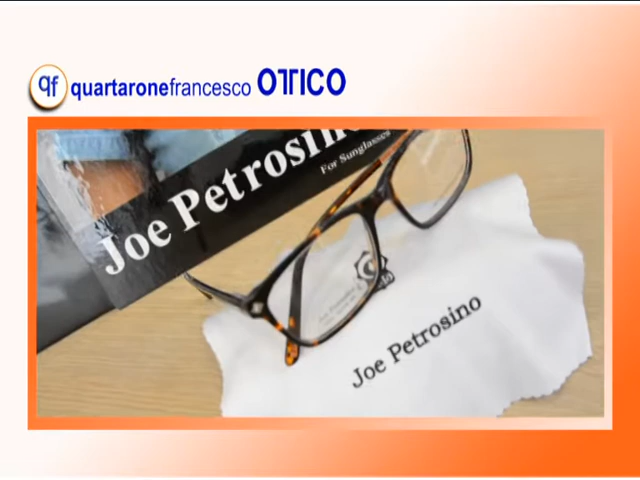 qf quartaronefrancesco OTTICO
Joe Petrosino
For Sunglasses
Joe Petrosino